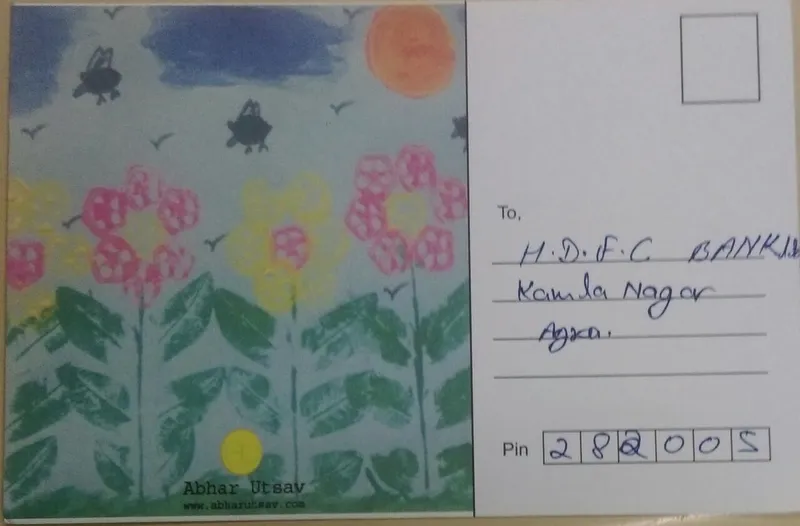 Abhar Utsav
www.abharutsav.com
To,
H.D.F.C BANK
Kamla Nagar
Agra.
Pin 282005